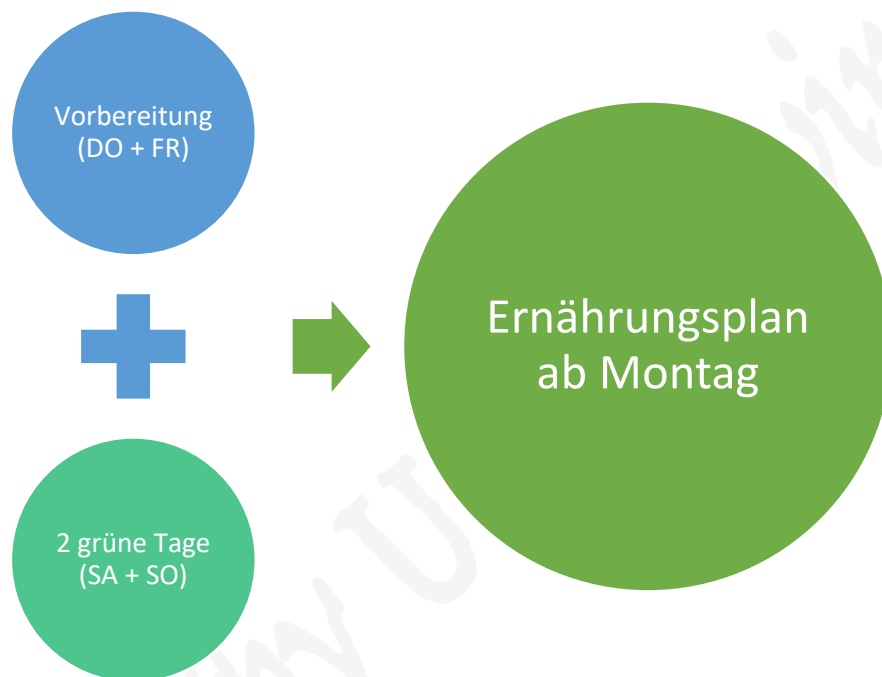 Vorbereitung
(DO + FR)
2 grüne Tage
(SA + SO)
Ernährungsplan
ab Montag